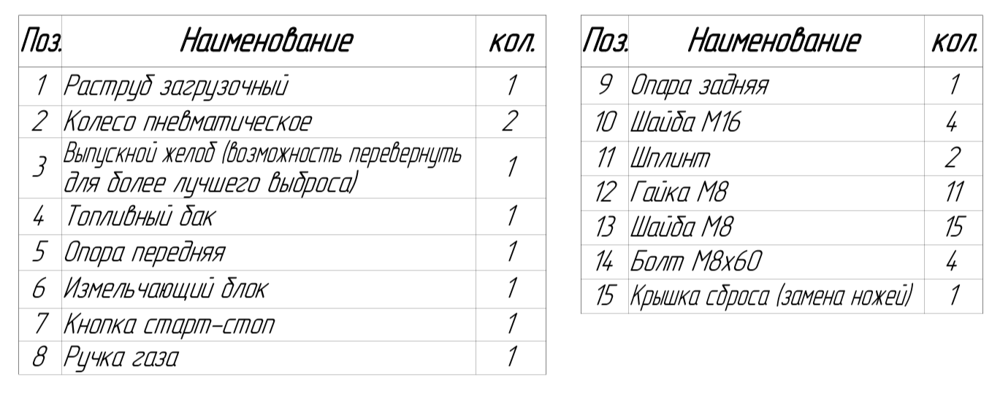 Поз. Наименование кол.
1 Раструб загрузочный 1
2 Колесо пневматическое 2
3 Выпускной желоб (возможность перевернуть
для более лучшего выброса) 1
4 Топливный бак 1
5 Опора передняя 1
6 Измельчающий блок 1
7 Кнопка старт-стоп 1
8 Ручка газа 1
Поз. Наименование кол.
9 Опара задняя 1
10 Шайба М16 4
11 Шплинт 2
12 Гайка М8 11
13 Шайба М8 15
14 Болт М8х60 4
15 Крышка сброса (замена ножей) 1